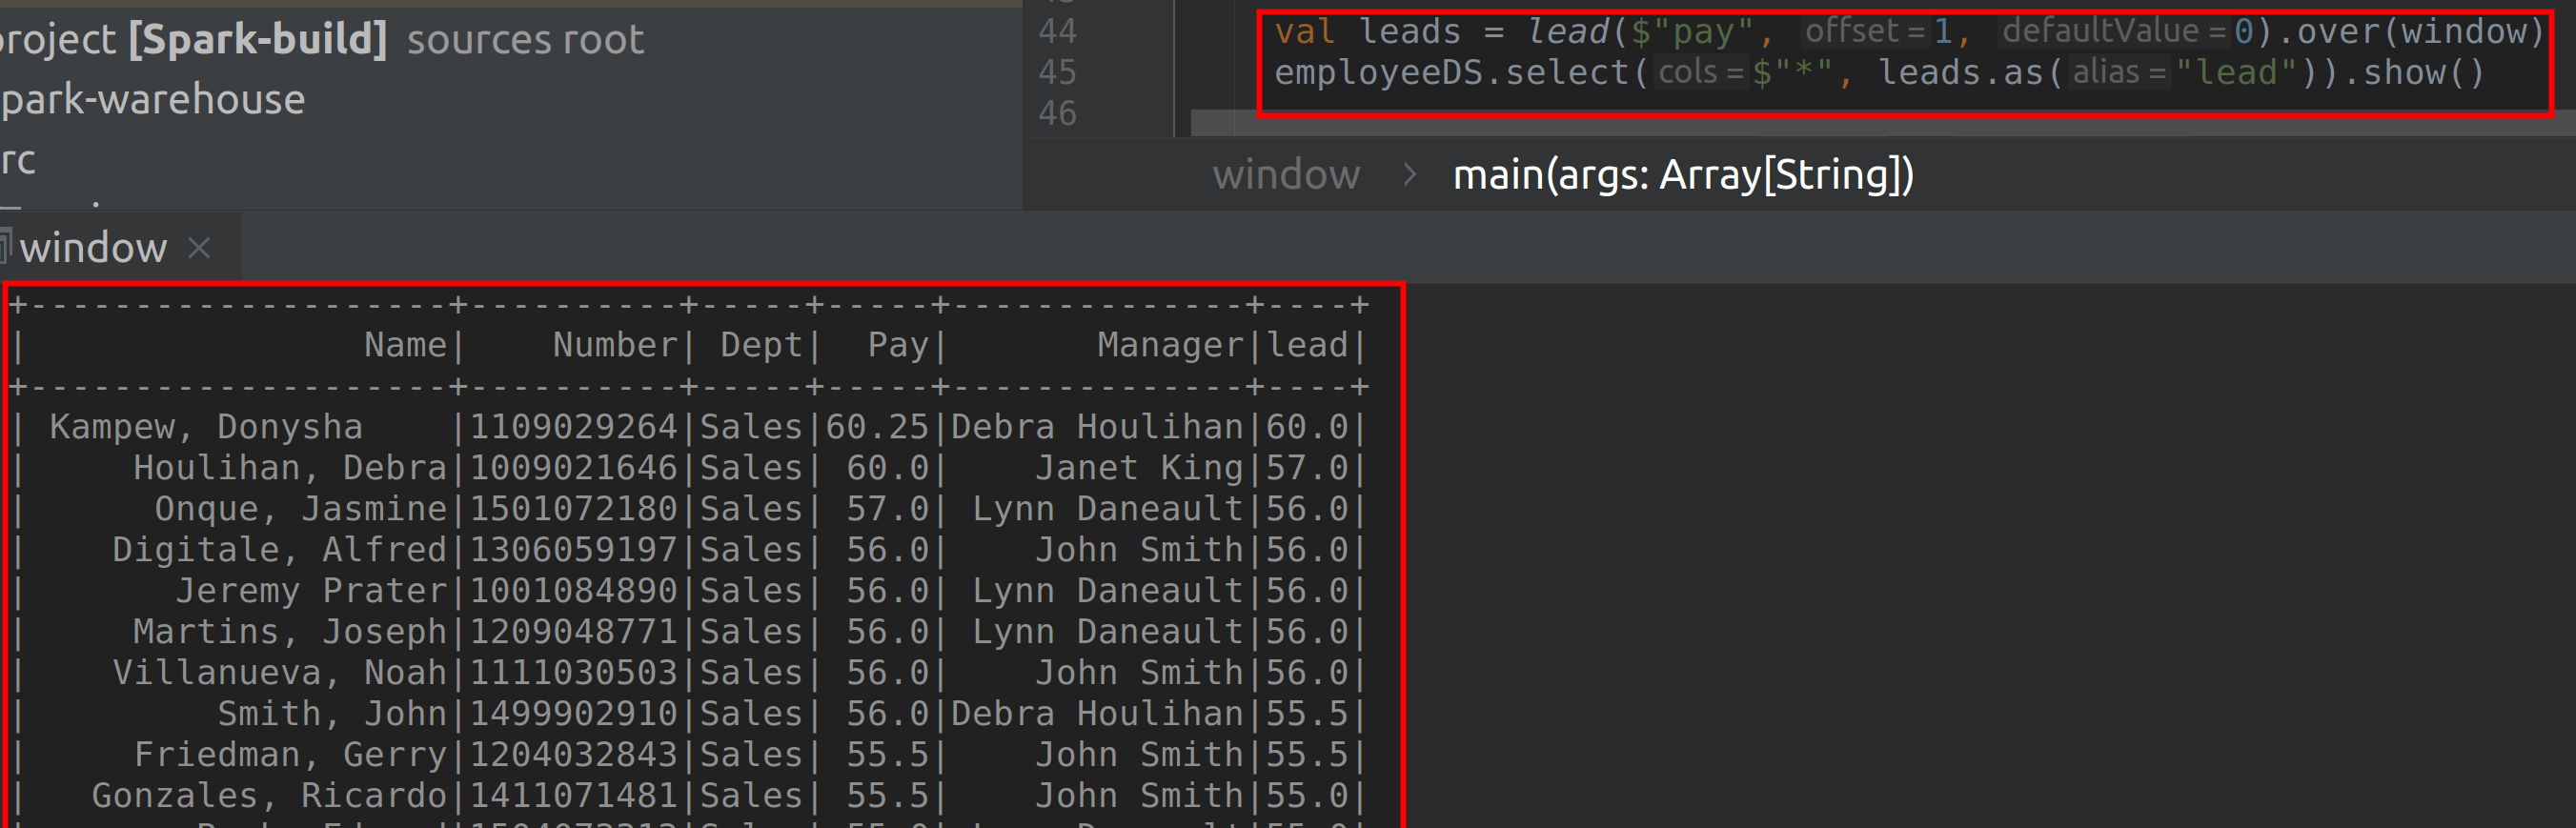 project [Spark-build] sources root
park-warehouse
rc
44 val leads = lead($"pay", offset = 1, defaultValue = 0).over(window)
45 employeeDS.select( cols = $"*", leads.as( alias = "lead")).show()
46
window > main(args: Array[String])
window ×
+--------------------+----------+-----+-----+--------------+----+
| Name| Number| Dept| Pay| Manager|lead|
+--------------------+----------+-----+-----+--------------+----+
| Kampew, Donysha |1109029264|Sales|60.25|Debra Houlihan|60.0|
| Houlihan, Debra|1009021646|Sales| 60.0| Janet King|57.0|
| Onque, Jasmine|1501072180|Sales| 57.0| Lynn Daneault|56.0|
| Digitale, Alfred|1306059197|Sales| 56.0| John Smith|56.0|
| Jeremy Prater|1001084890|Sales| 56.0| Lynn Daneault|56.0|
| Martins, Joseph|1209048771|Sales| 56.0| Lynn Daneault|56.0|
| Villanueva, Noah|1111030503|Sales| 56.0| John Smith|56.0|
| Smith, John|1499902910|Sales| 56.0|Debra Houlihan|55.5|
| Friedman, Gerry|1204032843|Sales| 55.5| John Smith|55.5|
| Gonzales, Ricardo|1411071481|Sales| 55.5| John Smith|55.0|